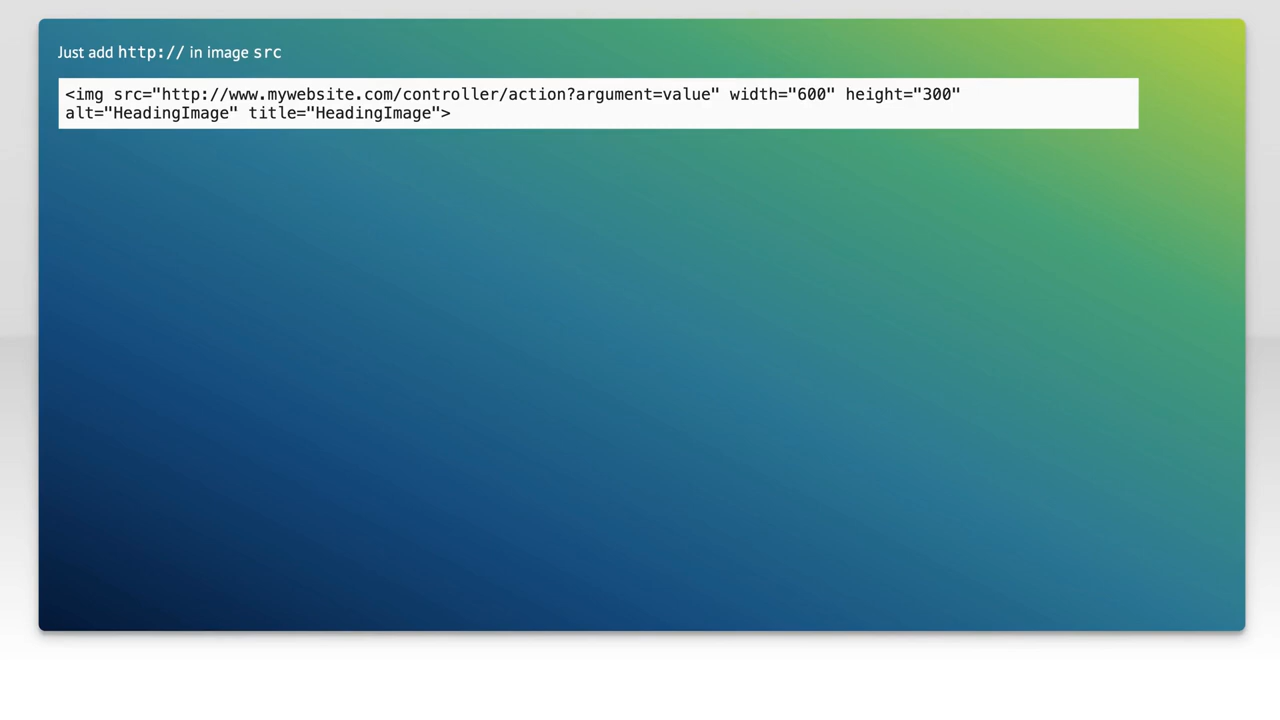 Just add http:// in image src
<img src="http://www.mywebsite.com/controller/action?argument=value" width="600" height="300"
alt="HeadingImage" title="HeadingImage">